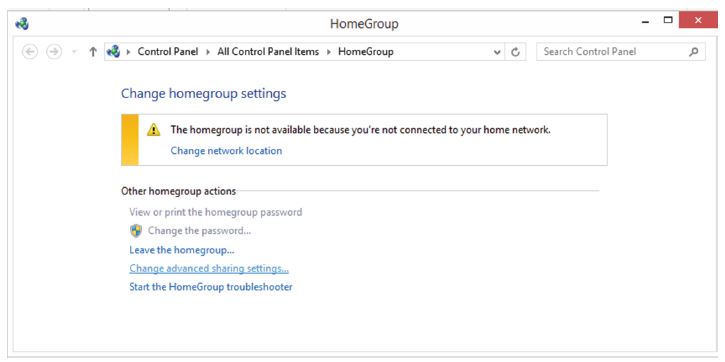 HomeGroup
Control Panel All Control Panel Items HomeGroup Search Control Panel
Change homegroup settings
The homegroup is not available because you're not connected to your home network.
Change network location
Other homegroup actions
View or print the homegroup password
Change the password...
Leave the homegroup...
Change advanced sharing settings...
Start the HomeGroup troubleshooter